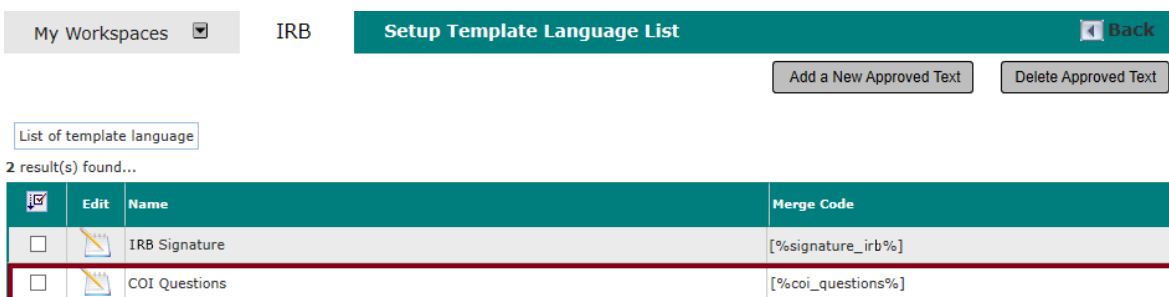 My Workspaces IRB Setup Template Language List Back
Add a New Approved Text Delete Approved Text
List of template language
2 result(s) found...
Edit Name Merge Code
IRB Signature [%signature_irb%]
COI Questions [%coi_questions%]